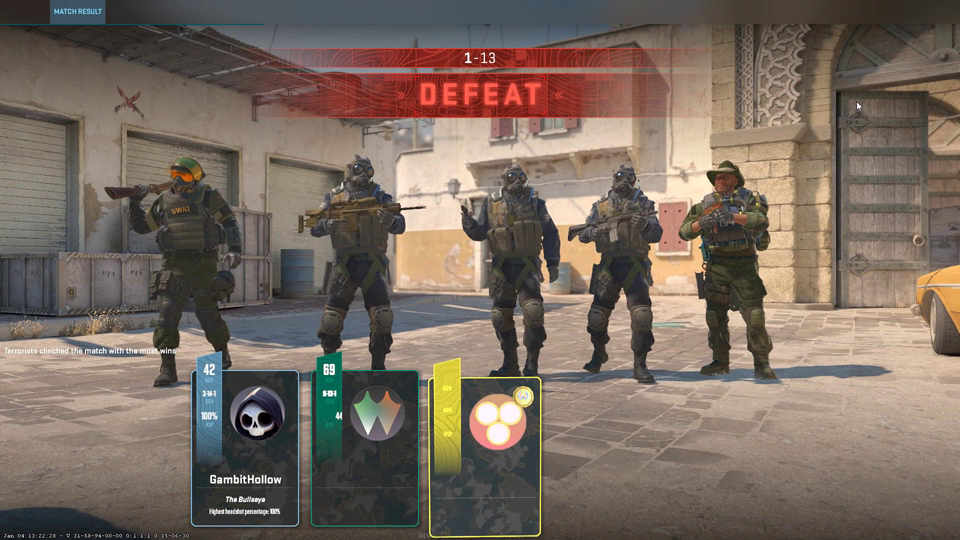 MATCH RESULT
1-13
DEFEAT
SWAT
Terrorists clinched the match with the most wins
42
3-14-1
100%
HSP
GambitHollow
The Bullseye
Highest headshot percentage: 100%
69
44